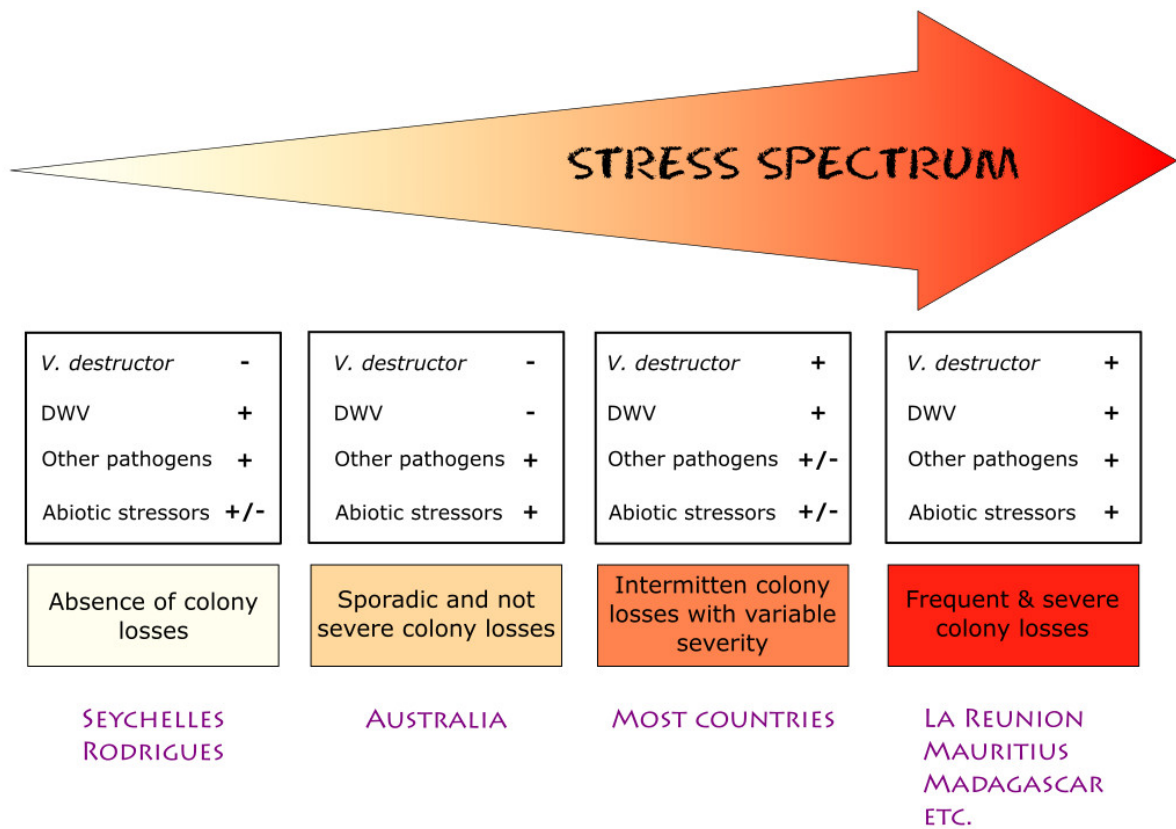 STRESS SPECTRUM
V. destructor -
DWV +
Other pathogens +
Abiotic stressors +/-
V. destructor -
DWV -
Other pathogens +
Abiotic stressors +
V. destructor +
DWV +
Other pathogens +/-
Abiotic stressors +/-
V. destructor +
DWV +
Other pathogens +
Abiotic stressors +
Absence of colony
losses
Sporadic and not
severe colony losses
Intermitten colony
losses with variable
severity
Frequent & severe
colony losses
SEYCHELLES
RODRIGUES
AUSTRALIA
MOST COUNTRIES
LA REUNION
MAURITIUS
MADAGASCAR
ETC.